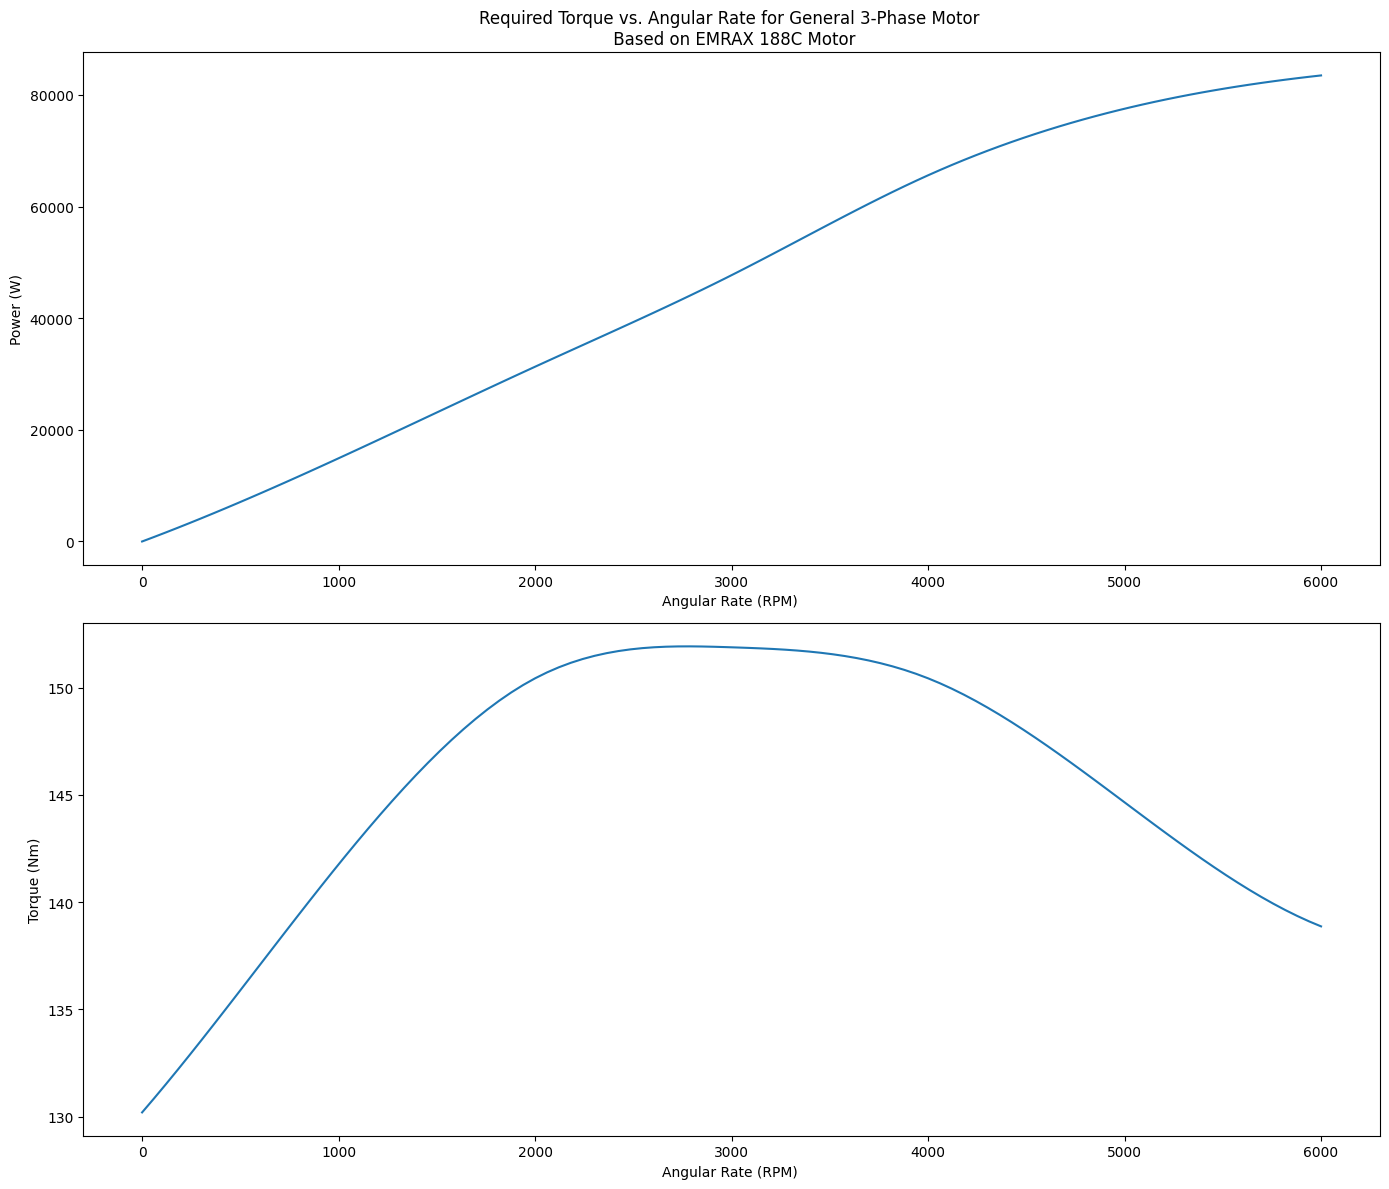 Required Torque vs. Angular Rate for General 3-Phase Motor
Based on EMRAX 188C Motor
80000
60000
40000
20000
0
Power (W)
0 1000 2000 3000 4000 5000 6000
Angular Rate (RPM)
150
145
140
135
130
Torque (Nm)
0 1000 2000 3000 4000 5000 6000
Angular Rate (RPM)